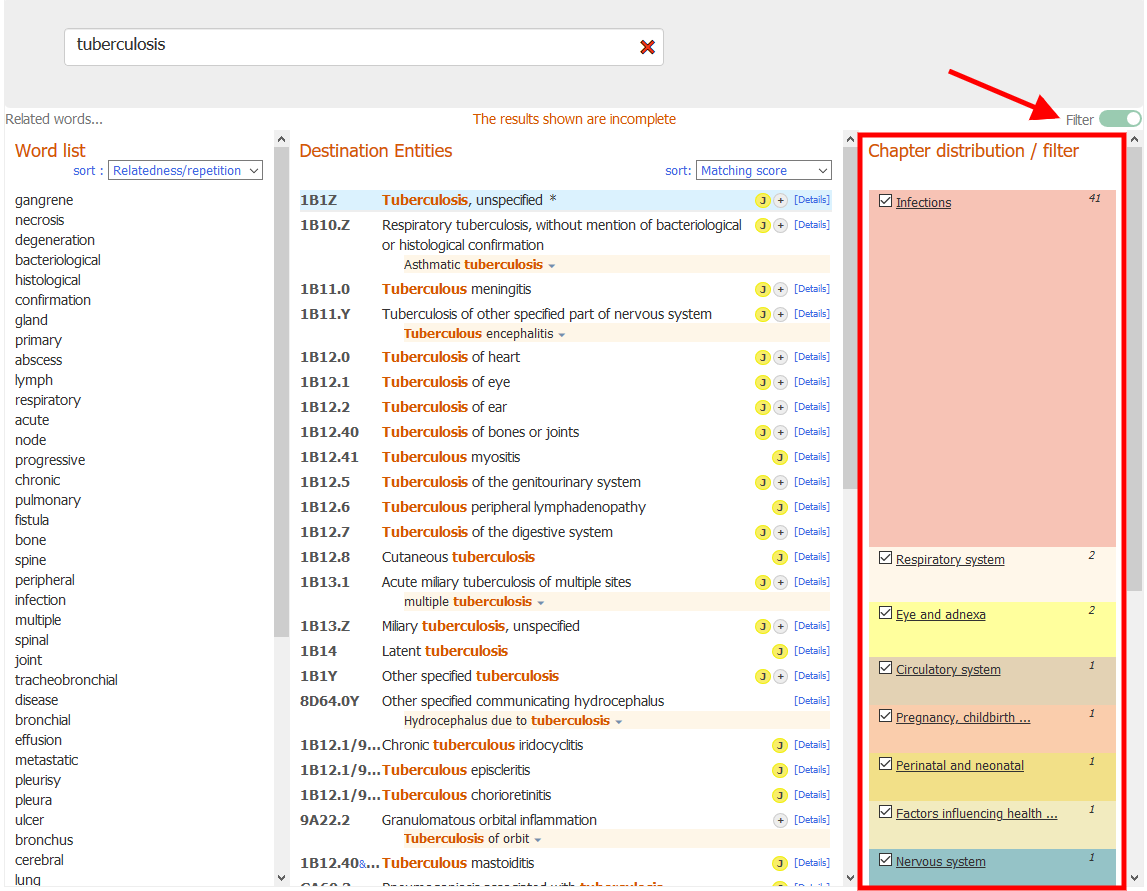 tuberculosis
Related words...
The results shown are incomplete
Filter
Word list
sort : Relatedness/repetition
gangrene
necrosis
degeneration
bacteriological
histological
confirmation
gland
primary
abscess
lymph
respiratory
acute
node
progressive
chronic
pulmonary
fistula
bone
spine
peripheral
infection
multiple
spinal
joint
tracheobronchial
disease
bronchial
effusion
metastatic
pleurisy
pleura
ulcer
bronchus
cerebral
lung
Destination Entities
sort: Matching score
1B1Z Tuberculosis, unspecified * J + [Details]
1B10.Z Respiratory tuberculosis, without mention of bacteriological J + [Details]
or histological confirmation
Asthmatic tuberculosis
1B11.0 Tuberculous meningitis J + [Details]
1B11.Y Tuberculosis of other specified part of nervous system J + [Details]
Tuberculous encephalitis
1B12.0 Tuberculosis of heart J + [Details]
1B12.1 Tuberculosis of eye J + [Details]
1B12.2 Tuberculosis of ear J + [Details]
1B12.40 Tuberculosis of bones or joints J + [Details]
1B12.41 Tuberculous myositis J [Details]
1B12.5 Tuberculosis of the genitourinary system J + [Details]
1B12.6 Tuberculous peripheral lymphadenopathy J [Details]
1B12.7 Tuberculosis of the digestive system J + [Details]
1B12.8 Cutaneous tuberculosis J [Details]
1B13.1 Acute miliary tuberculosis of multiple sites J + [Details]
multiple tuberculosis
1B13.Z Miliary tuberculosis, unspecified J + [Details]
1B14 Latent tuberculosis J [Details]
1B1Y Other specified tuberculosis J + [Details]
8D64.0Y Other specified communicating hydrocephalus [Details]
Hydrocephalus due to tuberculosis
1B12.1/9... Chronic tuberculous iridocyclitis J [Details]
1B12.1/9... Tuberculous episcleritis J [Details]
1B12.1/9... Tuberculous chorioretinitis J [Details]
9A22.2 Granulomatous orbital inflammation + [Details]
Tuberculosis of orbit
1B12.40&... Tuberculous mastoiditis J [Details]
CA60.2 Pneumoconiosis associated with tuberculosis
Chapter distribution / filter
Infections 41
Respiratory system 2
Eye and adnexa 2
Circulatory system 1
Pregnancy, childbirth ... 1
Perinatal and neonatal 1
Factors influencing health ... 1
Nervous system 1